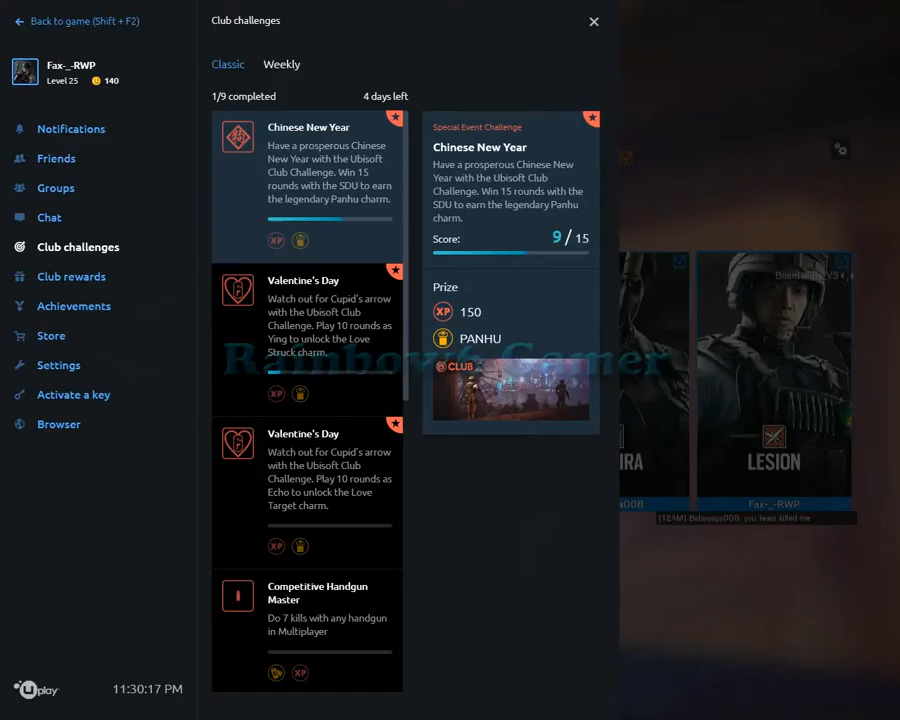 Back to game (Shift + F2)
Fax-_-RWP
Level 25 140
Notifications
Friends
Groups
Chat
Club challenges
Club rewards
Achievements
Store
Settings
Activate a key
Browser
uplay
11:30:17 PM
Club challenges
Classic Weekly
1/9 completed 4 days left
Chinese New Year
Have a prosperous Chinese
New Year with the Ubisoft
Club Challenge. Win 15
rounds with the SDU to earn
the legendary Panhu charm.
XP
Valentine's Day
Watch out for Cupid's arrow
with the Ubisoft Club
Challenge. Play 10 rounds as
Ying to unlock the Love
Struck charm.
XP
Valentine's Day
Watch out for Cupid's arrow
with the Ubisoft Club
Challenge. Play 10 rounds as
Echo to unlock the Love
Target charm.
XP
Competitive Handgun
Master
Do 7 kills with any handgun
in Multiplayer
XP
Special Event Challenge
Chinese New Year
Have a prosperous Chinese
New Year with the Ubisoft
Club Challenge. Win 15
rounds with the SDU to earn
the legendary Panhu charm.
Score: 9 / 15
Prize
XP 150
PANHU
CLUB
Rainbow6 Gamer
LESION
Fax-_-RWP
[TEAM] Babayaga008: you team killed me